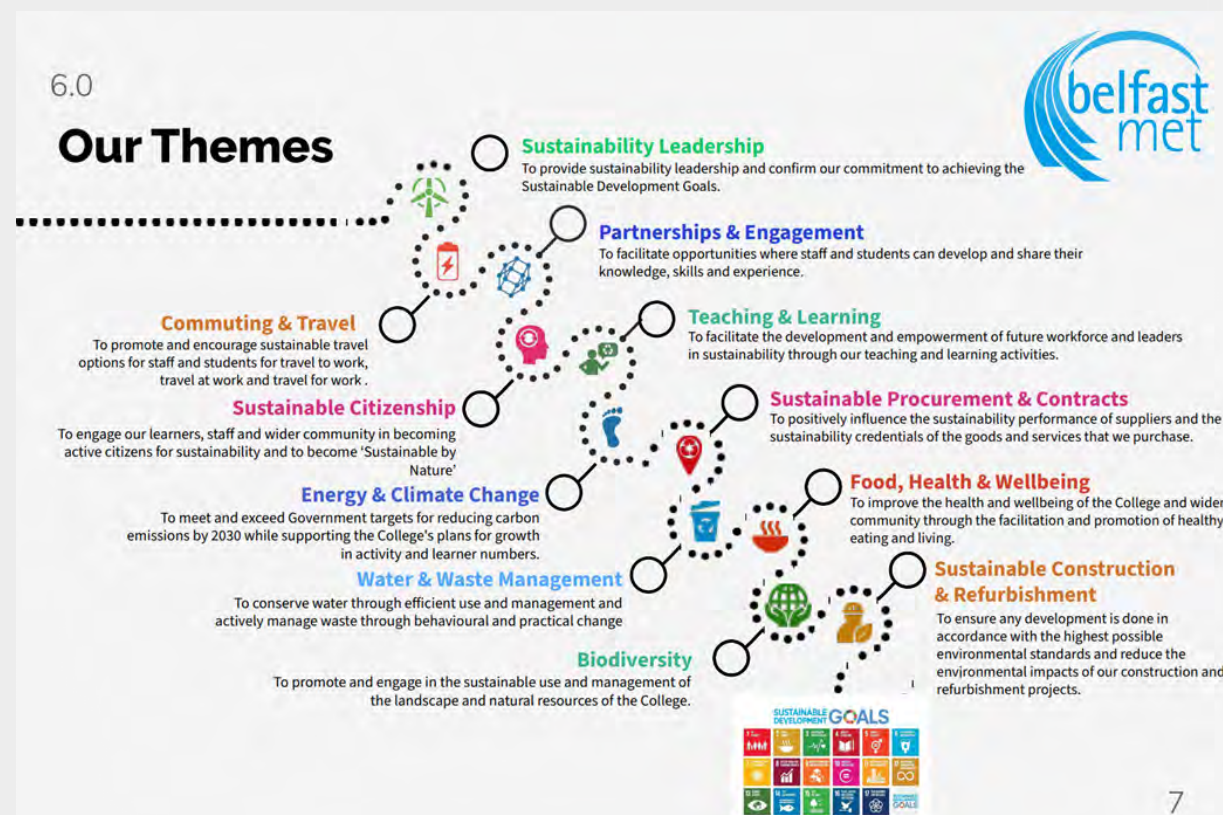 6.0
Our Themes
belfast
met
Sustainability Leadership
To provide sustainability leadership and confirm our commitment to achieving the
Sustainable Development Goals.
Partnerships & Engagement
To facilitate opportunities where staff and students can develop and share their
knowledge, skills and experience.
Commuting & Travel
To promote and encourage sustainable travel
options for staff and students for travel to work,
travel at work and travel for work .
Teaching & Learning
To facilitate the development and empowerment of future workforce and leaders
in sustainability through our teaching and learning activities.
Sustainable Citizenship
To engage our learners, staff and wider community in becoming
active citizens for sustainability and to become ‘Sustainable by
Nature’
Sustainable Procurement & Contracts
To positively influence the sustainability performance of suppliers and the
sustainability credentials of the goods and services that we purchase.
Energy & Climate Change
To meet and exceed Government targets for reducing carbon
emissions by 2030 while supporting the College's plans for growth
in activity and learner numbers.
Food, Health & Wellbeing
To improve the health and wellbeing of the College and wider
community through the facilitation and promotion of healthy
eating and living.
Water & Waste Management
To conserve water through efficient use and management and
actively manage waste through behavioural and practical change
Sustainable Construction
& Refurbishment
To ensure any development is done in
accordance with the highest possible
environmental standards and reduce the
environmental impacts of our construction and
refurbishment projects.
Biodiversity
To promote and engage in the sustainable use and management of
the landscape and natural resources of the College.
SUSTAINABLE
DEVELOPMENT GOALS
7